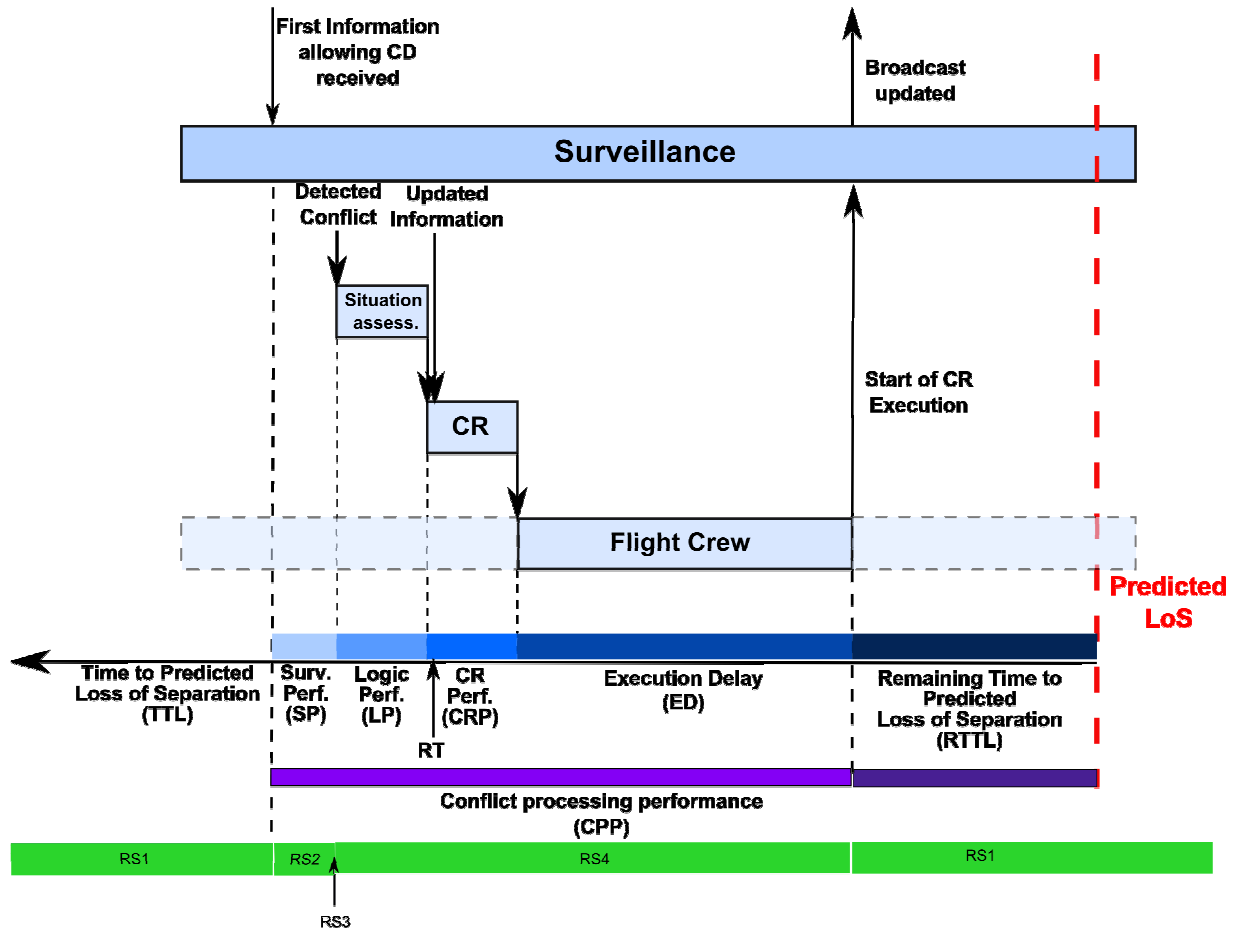 First Information
allowing CD
received
Broadcast
updated
Surveillance
Detected
Conflict
Updated
Information
Situation
assess.
CR
Start of CR
Execution
Flight Crew
Predicted
LoS
Time to Predicted
Loss of Separation
(TTL)
Surv.
Perf.
(SP)
Logic
Perf.
(LP)
CR
Perf.
(CRP)
Execution Delay
(ED)
Remaining Time to
Predicted
Loss of Separation
(RTTL)
RT
Conflict processing performance
(CPP)
RS1
RS2
RS4
RS1
RS3